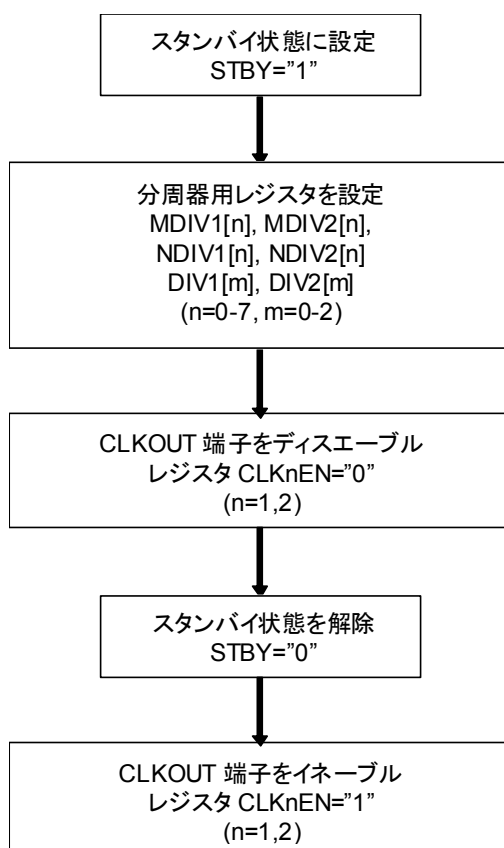 スタンバイ状態に設定
STBY=”1”
分周器用レジスタを設定
MDIV1[n], MDIV2[n],
NDIV1[n], NDIV2[n]
DIV1[m], DIV2[m]
(n=0-7, m=0-2)
CLKOUT 端子をディスエーブル
レジスタ CLKnEN=”0”
(n=1,2)
スタンバイ状態を解除
STBY=”0”
CLKOUT 端子をイネーブル
レジスタ CLKnEN=”1”
(n=1,2)